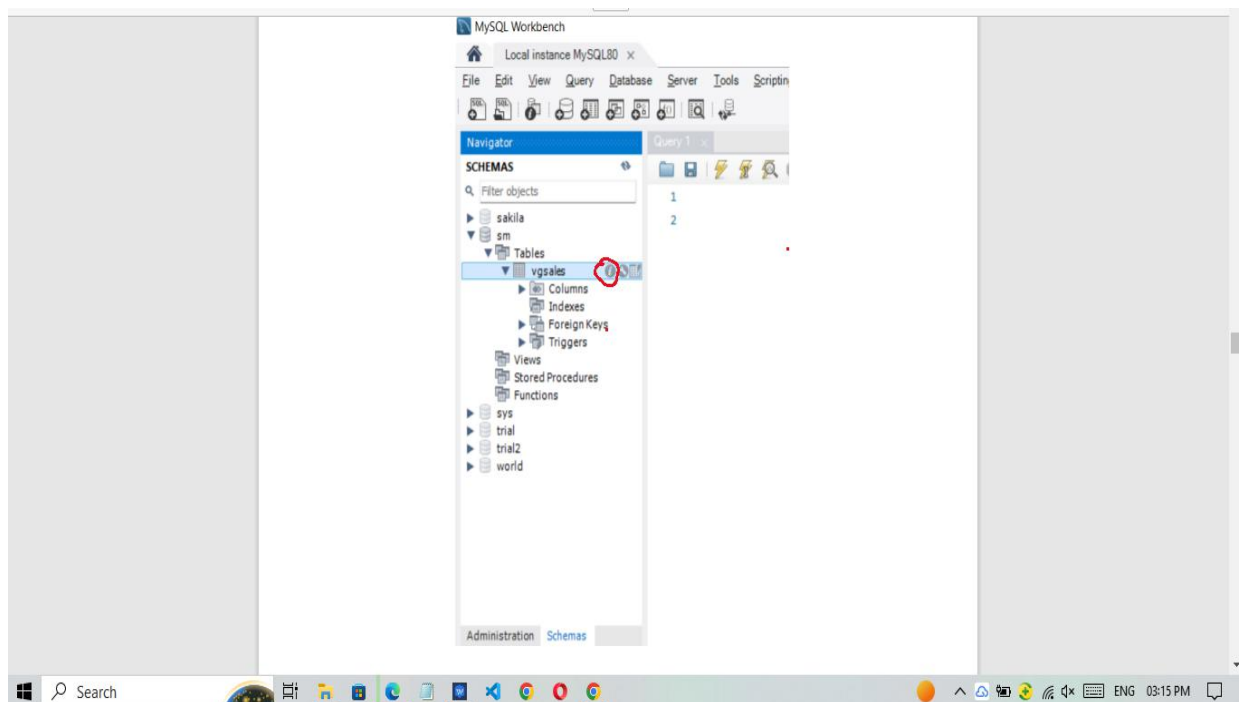 MySQL Workbench
Local instance MySQL80 ×
File Edit View Query Database Server Tools Scriptin
Navigator
Query 1 ×
SCHEMAS
Filter objects
1
2
sakila
sm
Tables
vgsales
Columns
Indexes
Foreign Keys
Triggers
Views
Stored Procedures
Functions
sys
trial
trial2
world
Administration Schemas
Search
ENG 03:15 PM